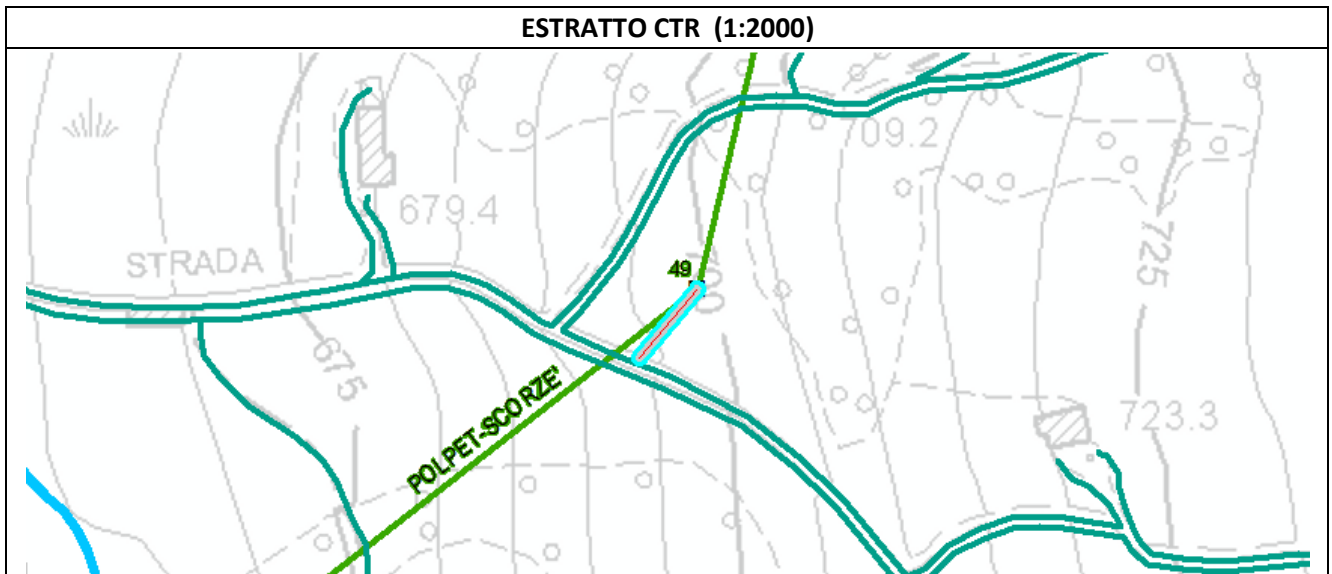 ESTRATTO CTR (1:2000)
09.2
679.4
STRADA
49
725
675
POLPET-SCORZE'
723.3